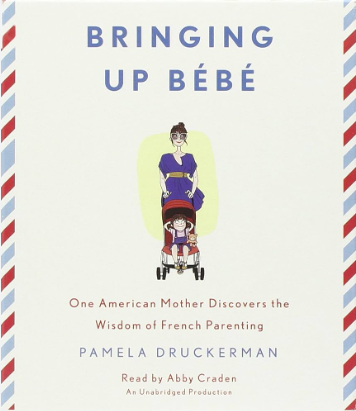 BRINGING
UP BÉBÉ
One American Mother Discovers the
Wisdom of French Parenting
PAMELA DRUCKERMAN
Read by Abby Craden
An Unabridged Production